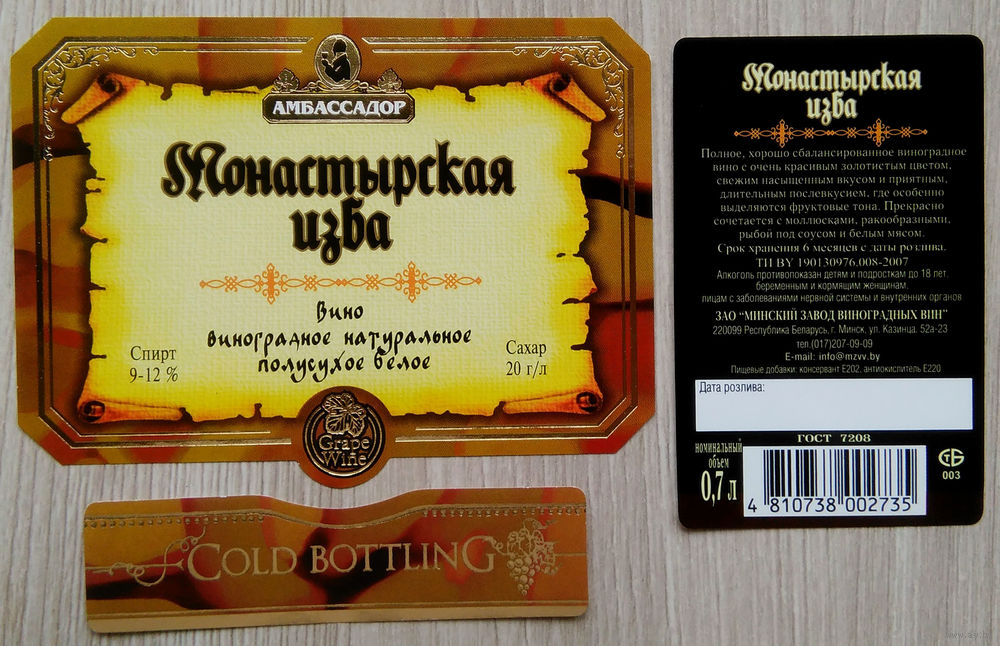 АМБАССАДОР
Монастырская
изба
Вино
виноградное натуральное
полусухое белое
Спирт
9-12 %
Сахар
20 г/л
Grape
Wine
COLD BOTTLING
Монастырская
изба
Полное, хорошо сбалансированное виноградное
вино с очень красивым золотистым цветом,
свежим насыщенным вкусом и приятным,
длительным послевкусием, где особенно
выделяются фруктовые тона. Прекрасно
сочетается с моллюсками, ракообразными,
рыбой под соусом и белым мясом.
Срок хранения 6 месяцев с даты розлива.
ТИ BY 190130976.008-2007
Алкоголь противопоказан детям и подросткам до 18 лет,
беременным и кормящим женщинам,
лицам с заболеваниями нервной системы и внутренних органов
ЗАО “МИНСКИЙ ЗАВОД ВИНОГРАДНЫХ ВИН”
220099 Республика Беларусь, г. Минск, ул. Казинца, 52а-23
тел.(017)207-09-09
E-mail: info@mzvv.by
Пищевые добавки: консервант Е202, антиокислитель Е220
Дата розлива:
ГОСТ 7208
номинальный
объем
0,7 л
4 810738 002735
СТБ
003
www.ay.by